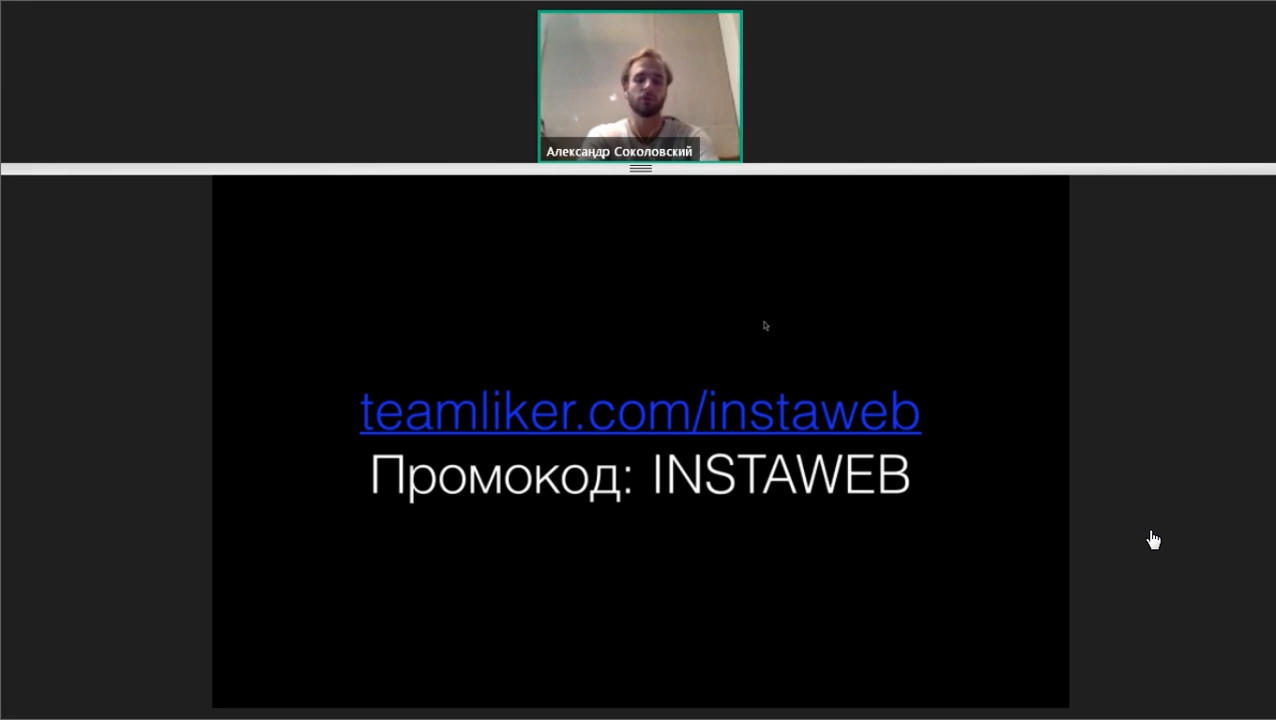 Александр Соколовский
teamliker.com/instaweb
Промокод: INSTAWEB